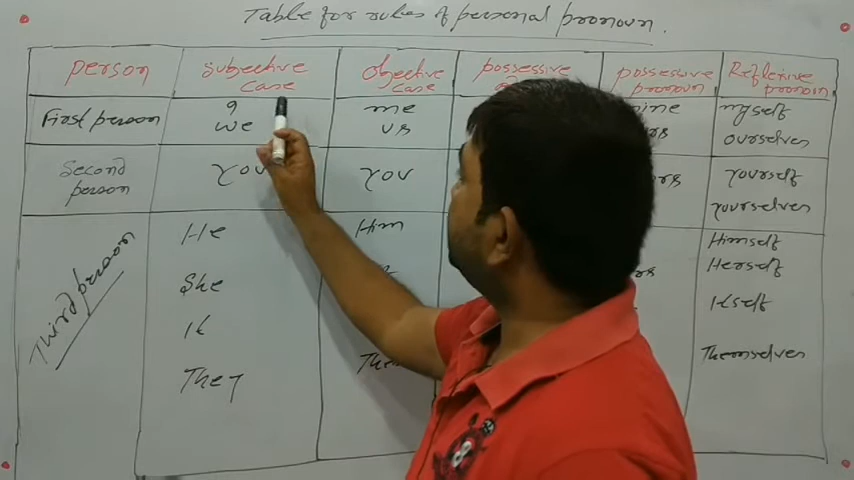 Table for rules of personal pronoun.
person
Subjective case
Objective case
possessive
possessive pronoun
Reflexive pronoun
First person
I
we
me
us
mine
myself
ourselves
Second person
You
You
Yourself
Yourselves
Third person
He
Him
Himself
She
Herself
It
Itself
They
Themselves